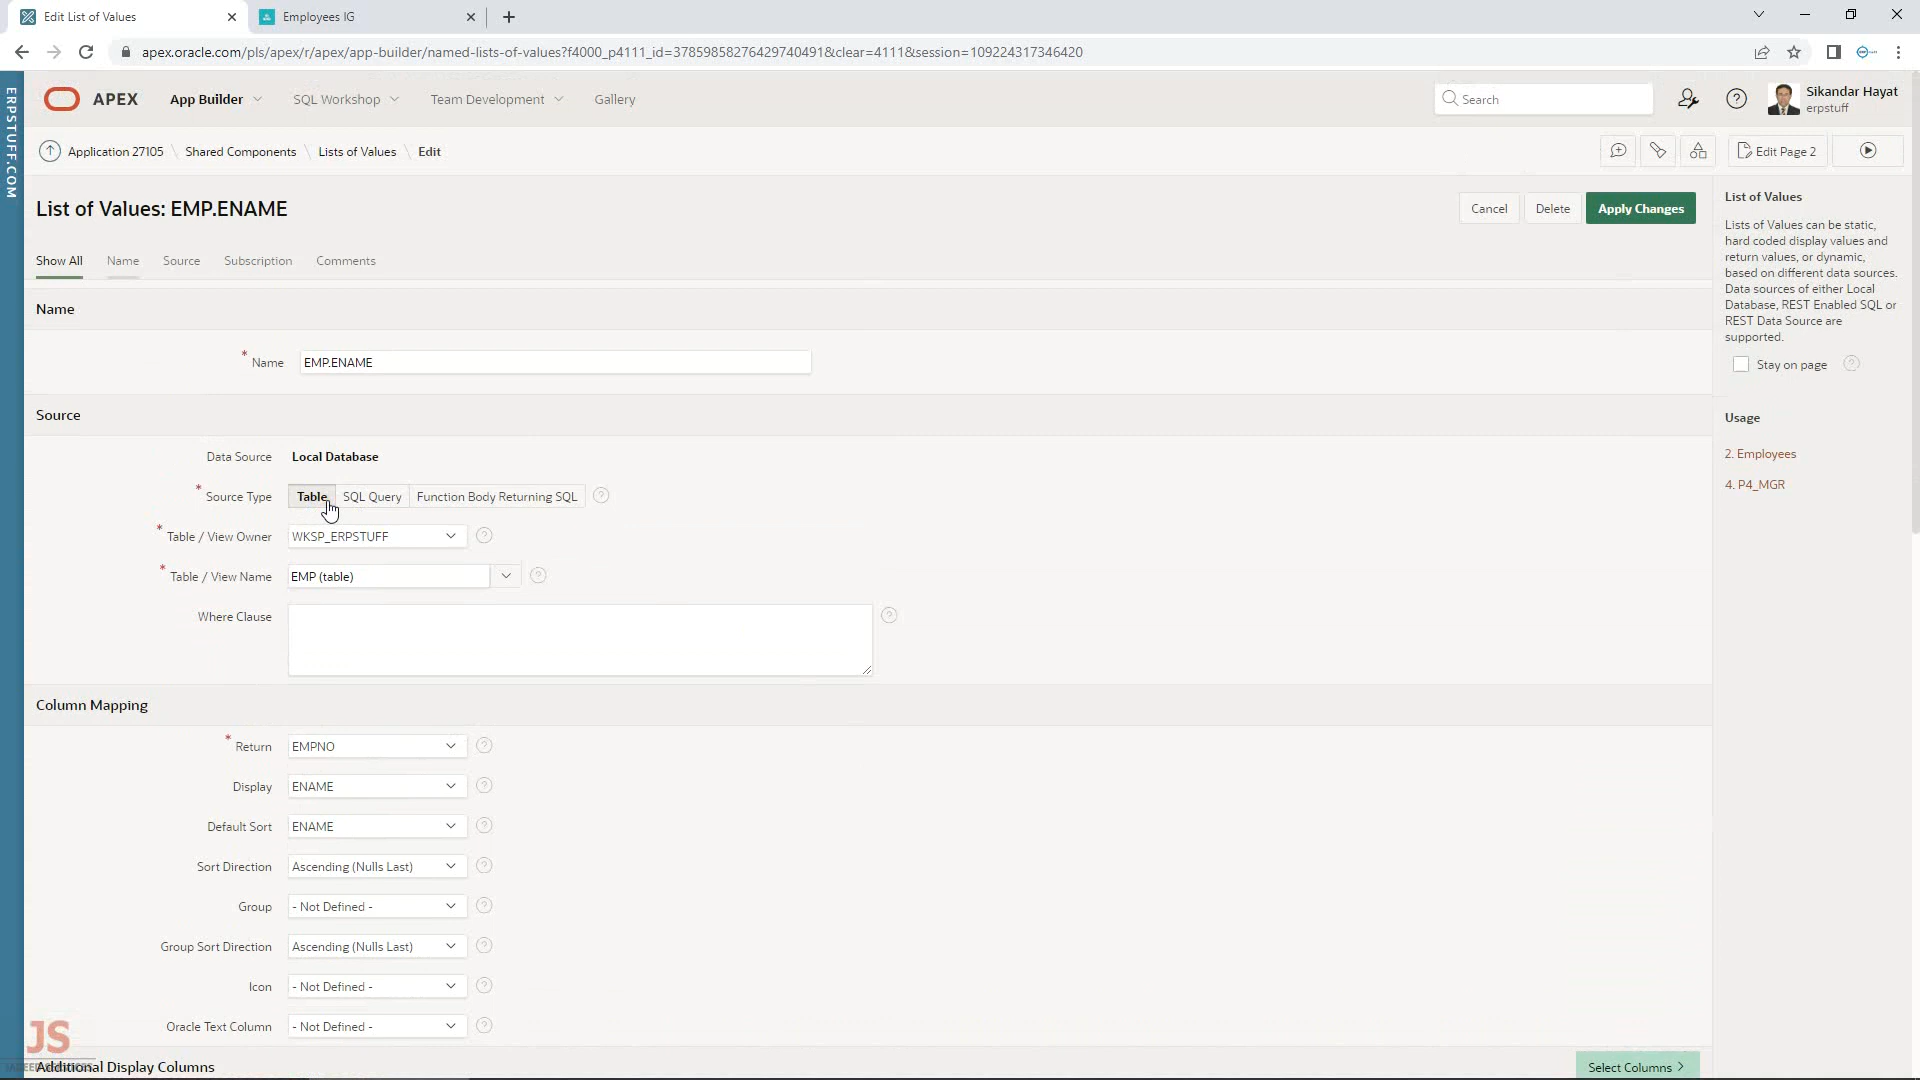 Edit List of Values
Employees IG
apex.oracle.com/pls/apex/r/apex/app-builder/named-lists-of-values?f4000_p4111_id=37859858276429740491&clear=4111&session=109224317346420
ERPSTUFF.COM
APEX
App Builder
SQL Workshop
Team Development
Gallery
Search
Sikandar Hayat
erpstuff
Application 27105
Shared Components
Lists of Values
Edit
Edit Page 2
List of Values: EMP.ENAME
Cancel
Delete
Apply Changes
Show All
Name
Source
Subscription
Comments
Name
* Name
EMP.ENAME
Source
Data Source
Local Database
* Source Type
Table
SQL Query
Function Body Returning SQL
* Table / View Owner
WKSP_ERPSTUFF
* Table / View Name
EMP (table)
Where Clause
Column Mapping
* Return
EMPNO
Display
ENAME
Default Sort
ENAME
Sort Direction
Ascending (Nulls Last)
Group
- Not Defined -
Group Sort Direction
Ascending (Nulls Last)
Icon
- Not Defined -
Oracle Text Column
- Not Defined -
Additional Display Columns
Select Columns
List of Values
Lists of Values can be static,
hard coded display values and
return values, or dynamic,
based on different data sources.
Data sources of either Local
Database, REST Enabled SQL or
REST Data Source are
supported.
Stay on page
Usage
2. Employees
4. P4_MGR
JS